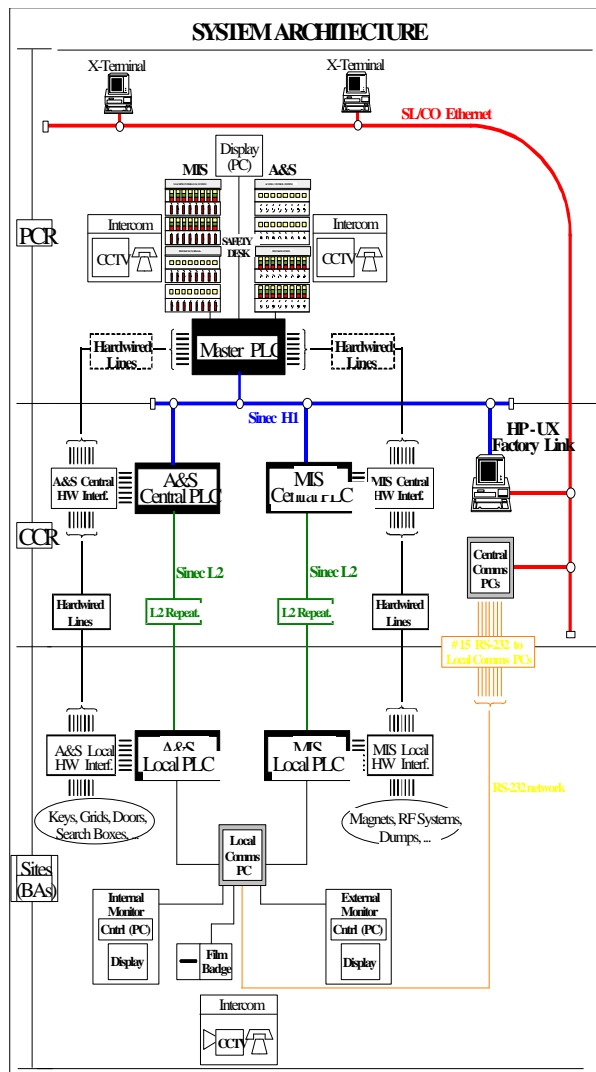 SYSTEM ARCHITECTURE
X-Terminal
X-Terminal
SL/CO Ethernet
Display
(PC)
MIS
A&S
PCR
Intercom
CCTV
SAFETY
DESK
Intercom
CCTV
Hardwired
Lines
Master PLC
Hardwired
Lines
Sinec H1
HP - UX
Factory Link
A&S Central
HW Interf.
A&S
Central PLC
MIS
Central PLC
MIS Central
HW Interf.
CCR
Central
Comms
PCs
Sinec L2
Sinec L2
Hardwired
Lines
L2 Repeat.
L2 Repeat.
Hardwired
Lines
# 15 RS-232 to
Local Comms PCs
A&S Local
HW Interf.
A&S
Local PLC
MIS
Local PLC
MIS Local
HW Interf.
RS-232 network
Keys, Grids, Doors,
Search Boxes, ...
Magnets, RF Systems,
Dumps, ...
Local
Comms
PC
Sites
(BAs)
Internal
Monitor
Cntrl (PC)
Display
Film
Badge
External
Monitor
Cntrl (PC)
Display
Intercom
CCTV